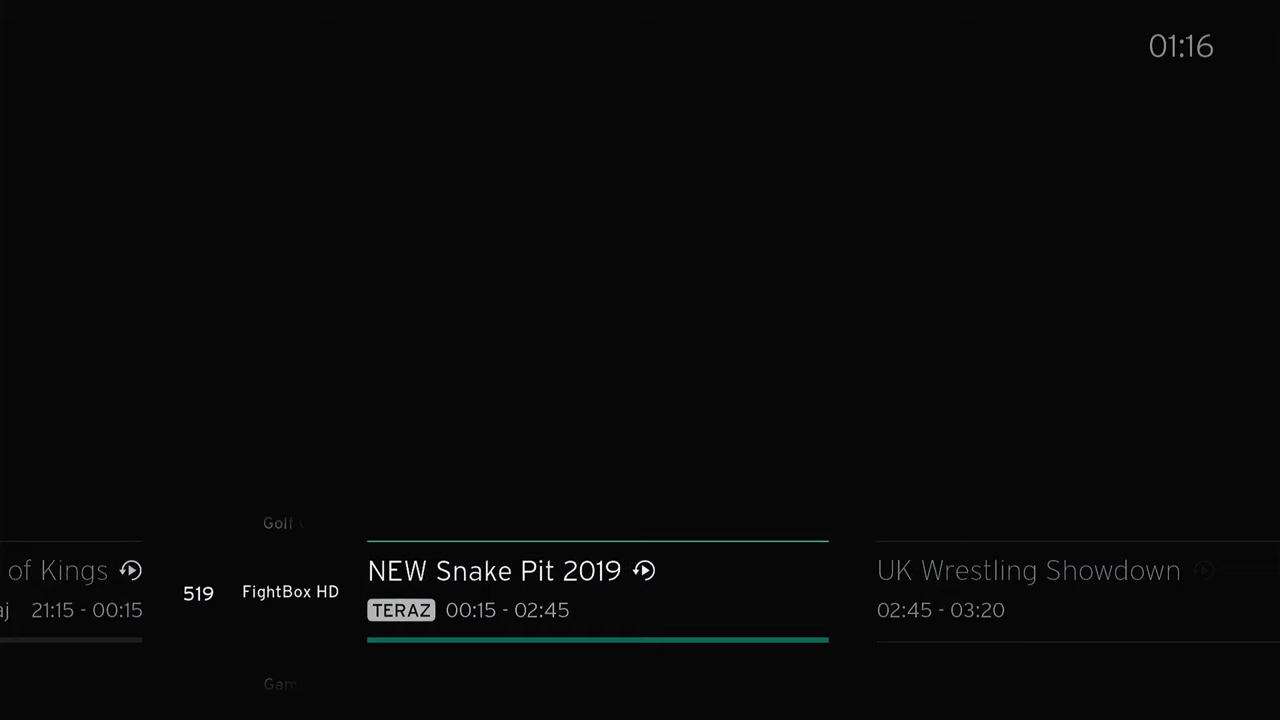 01:16
Golf
of Kings
21:15 - 00:15
519 FightBox HD
NEW Snake Pit 2019
TERAZ 00:15 - 02:45
UK Wrestling Showdown
02:45 - 03:20